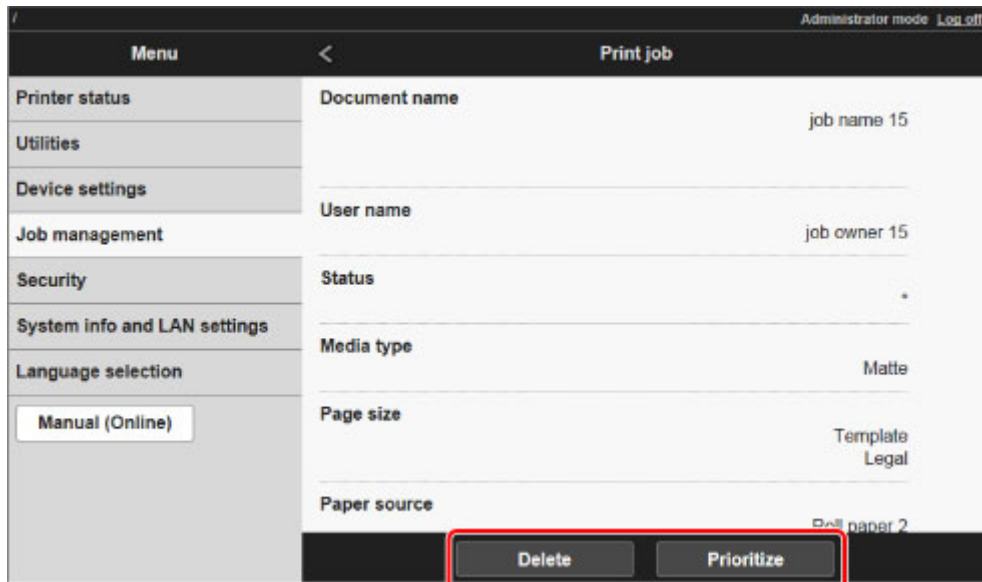 /
Administrator mode Log off
Menu
< Print job
Printer status
Utilities
Device settings
Job management
Security
System info and LAN settings
Language selection
Manual (Online)
Document name
job name 15
User name
job owner 15
Status
*
Media type
Matte
Page size
Template
Legal
Paper source
Roll paper 2
Delete
Prioritize